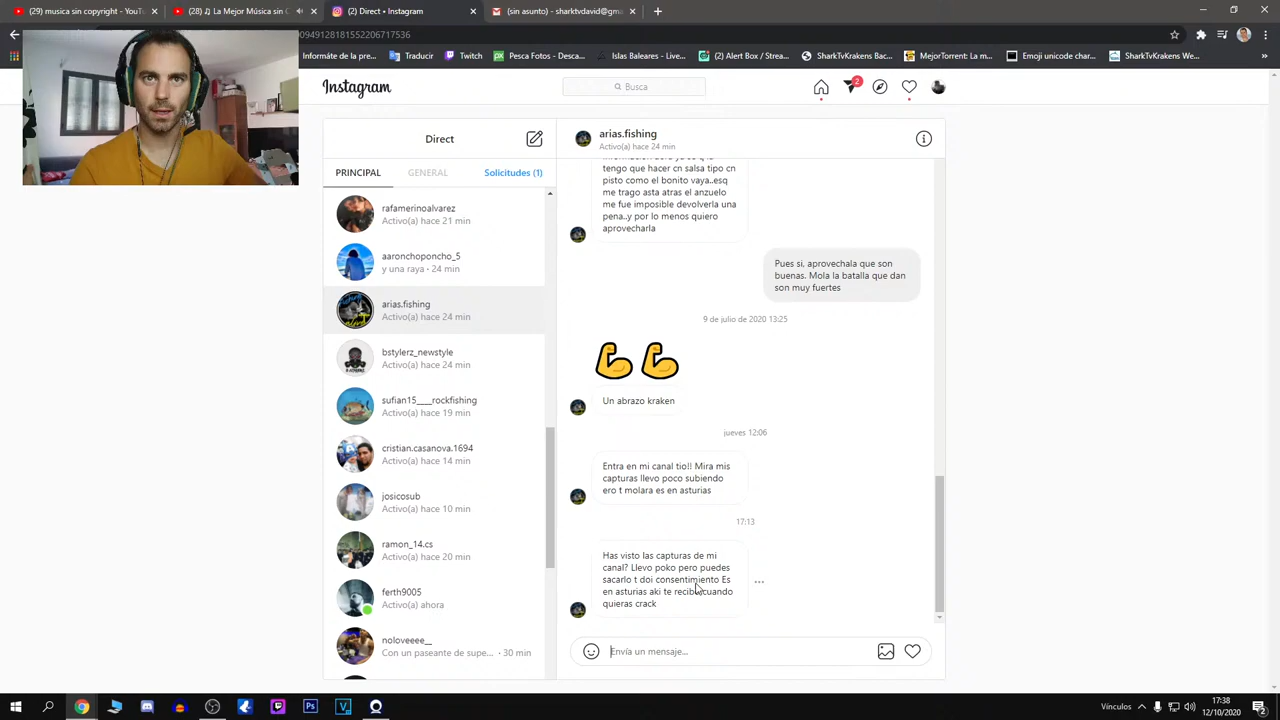 (28) musica sin copyright - YouTub
(28) La Mejor Música sin C
(2) Direct • Instagram
(sin asunto) - sharktvdavid@gma
0949128181552206717536
Informáte de la pesc
Traducir
Twitch
Pesca Fotos - Desca...
Islas Baleares - Live...
(2) Alert Box / Strea...
SharkTvKrakens Bac...
MejorTorrent: La m...
Emoji unicode char...
SharkTvKrakens We...
Instagram
Busca
2
Direct
PRINCIPAL
GENERAL
Solicitudes (1)
rafamerinoalvarez
Activo(a) hace 21 min
aaronchoponcho_5
y una raya · 24 min
arias.fishing
Activo(a) hace 24 min
bstylerz_newstyle
Activo(a) hace 24 min
sufian15____rockfishing
Activo(a) hace 19 min
cristian.casanova.1694
Activo(a) hace 14 min
josicosub
Activo(a) hace 10 min
ramon_14.cs
Activo(a) hace 20 min
ferth9005
Activo(a) ahora
noloveeee__
Con un paseante de supe... · 30 min
arias.fishing
Activo(a) hace 24 min
tengo que hacer cn salsa tipo cn
pisto como el bonito vaya..esq
me trago asta atras el anzuelo
me fue imposible devolverla una
pena..y por lo menos quiero
aprovecharla
Pues si, aprovechala que son
buenas. Mola la batalla que dan
son muy fuertes
9 de julio de 2020 13:25
💪💪
Un abrazo kraken
jueves 12:06
Entra en mi canal tio!! Mira mis
capturas llevo poco subiendo
ero t molara es en asturias
17:13
Has visto las capturas de mi
canal? Llevo poko pero puedes
sacarlo t doi consentimiento Es
en asturias aki te recibo cuando
quieras crack
Envía un mensaje...
Vínculos
17:38
12/10/2020
2